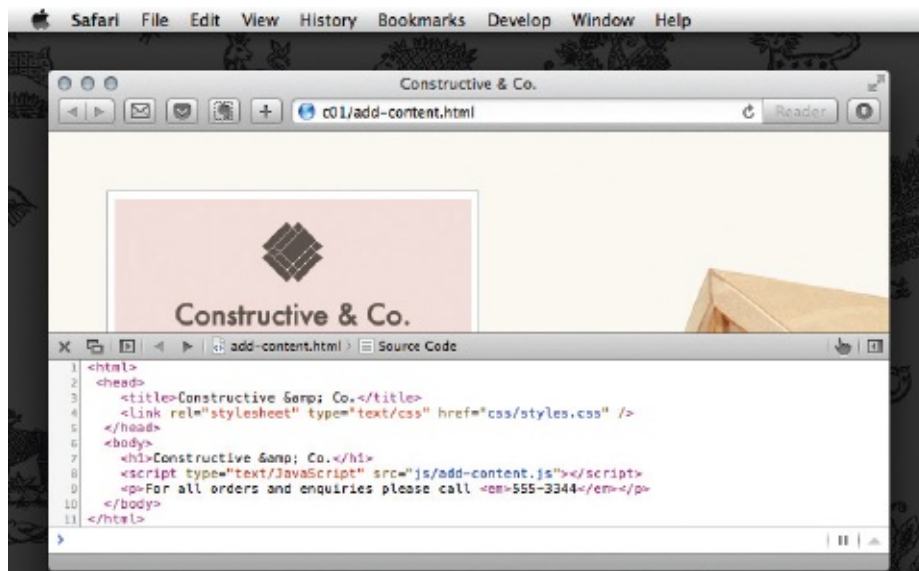 Safari File Edit View History Bookmarks Develop Window Help
Constructive & Co.
c01/add-content.html Reader
Constructive & Co.
add-content.html Source Code
1 <html>
2 <head>
3 <title>Constructive &amp; Co.</title>
4 <link rel="stylesheet" type="text/css" href="css/styles.css" />
5 </head>
6 <body>
7 <h1>Constructive &amp; Co.</h1>
8 <script type="text/JavaScript" src="js/add-content.js"></script>
9 <p>For all orders and enquiries please call <em>555-3344</em></p>
10 </body>
11 </html>